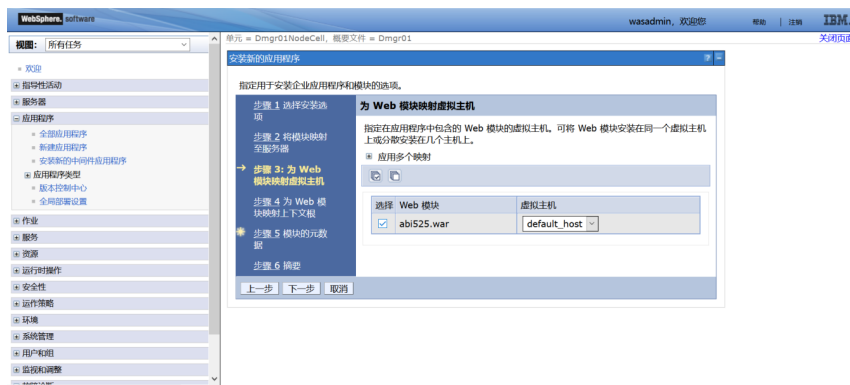 WebSphere. software
wasadmin，欢迎您
帮助 | 注销
IBM.
关闭页面
视图： 所有任务
欢迎
指导性活动
服务器
应用程序
全部应用程序
新建应用程序
安装新的中间件应用程序
应用程序类型
版本控制中心
全局部署设置
作业
服务
资源
运行时操作
安全性
运作策略
环境
系统管理
用户和组
监视和调整
单元 = Dmgr01NodeCell，概要文件 = Dmgr01
安装新的应用程序
? -
指定用于安装企业应用程序和模块的选项。
步骤 1 选择安装选
项
步骤 2 将模块映射
至服务器
步骤 3: 为 Web
模块映射虚拟主机
步骤 4 为 Web 模
块映射上下文根
步骤 5 模块的元数
据
步骤 6 摘要
为 Web 模块映射虚拟主机
指定在应用程序中包含的 Web 模块的虚拟主机。可将 Web 模块安装在同一个虚拟主机
上或分散安装在几个主机上。
应用多个映射
选择 Web 模块 虚拟主机
abi525.war default_host
上一步 下一步 取消